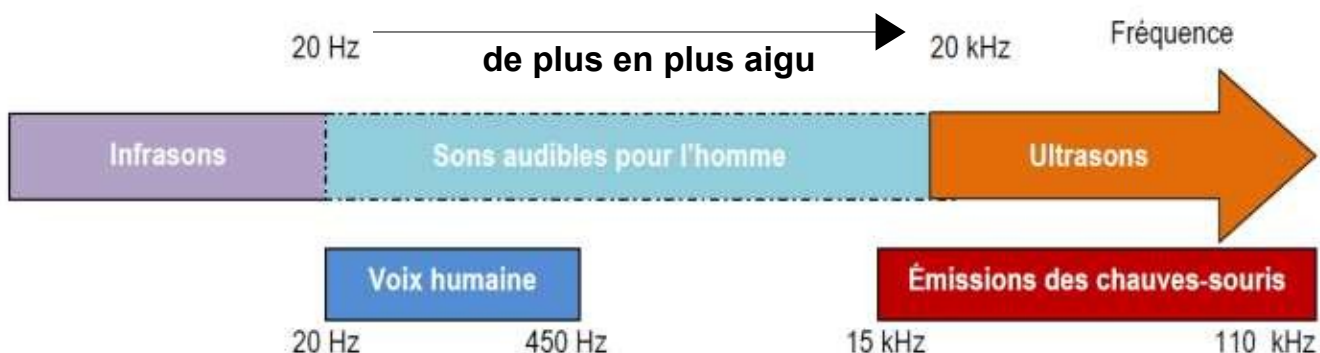 20 Hz de plus en plus aigu 20 kHz Fréquence
Infrasons Sons audibles pour l'homme Ultrasons
Voix humaine Émissions des chauves-souris
20 Hz 450 Hz 15 kHz 110 kHz